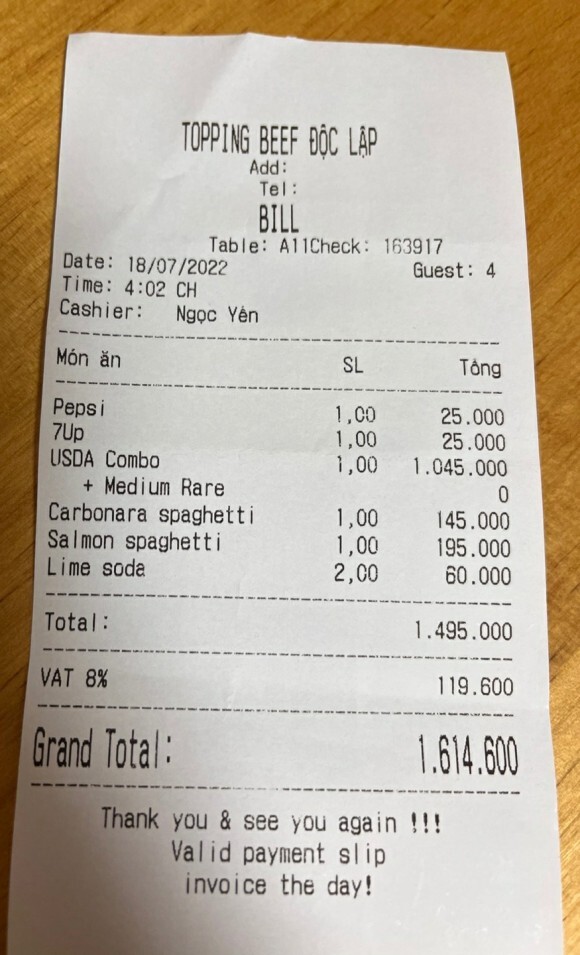 TOPPING BEEF ĐỘC LẬP
Add:
Tel:
BILL
Table: A11Check: 163917
Date: 18/07/2022 Guest: 4
Time: 4:02 CH
Cashier: Ngọc Yên
Món ăn SL Tổng
Pepsi 1,00 25.000
7Up 1,00 25.000
USDA Combo 1,00 1.045.000
+ Medium Rare 0
Carbonara spaghetti 1,00 145.000
Salmon spaghetti 1,00 195.000
Lime soda 2,00 60.000
Total: 1.495.000
VAT 8% 119.600
Grand Total: 1.614.600
Thank you & see you again !!!
Valid payment slip
invoice the day!